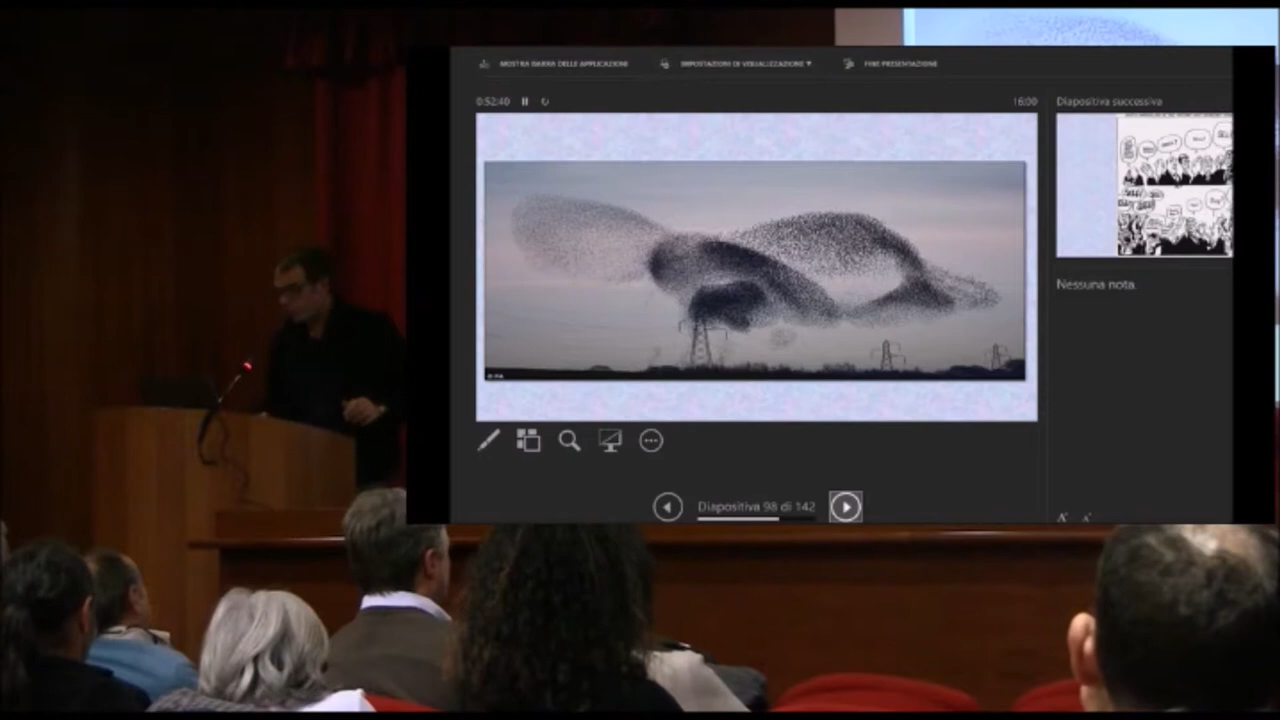 MOSTRA BARRA DELLE APPLICAZIONI IMPOSTAZIONI DI VISUALIZZAZIONE ▼ FINE PRESENTAZIONE
0:52:40 16:00 Diapositiva successiva
Nessuna nota.
Diapositiva 98 di 142
A A